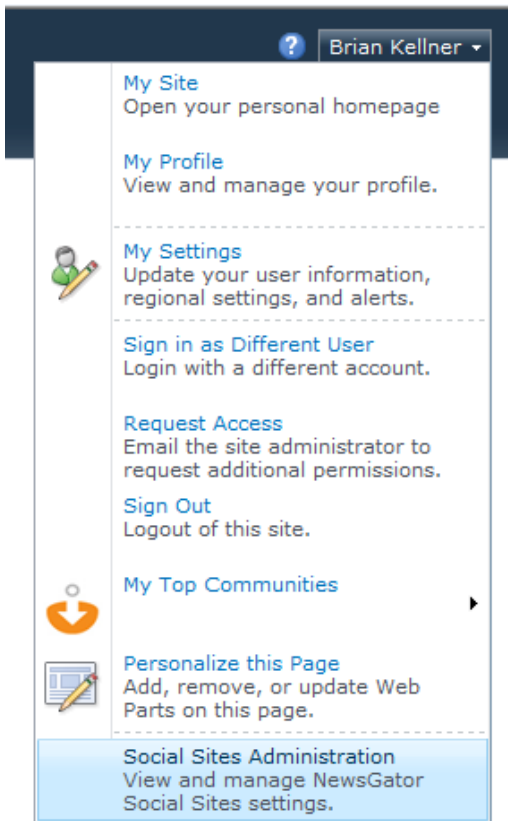 ? Brian Kellner
My Site
Open your personal homepage
My Profile
View and manage your profile.
My Settings
Update your user information,
regional settings, and alerts.
Sign in as Different User
Login with a different account.
Request Access
Email the site administrator to
request additional permissions.
Sign Out
Logout of this site.
My Top Communities
Personalize this Page
Add, remove, or update Web
Parts on this page.
Social Sites Administration
View and manage NewsGator
Social Sites settings.